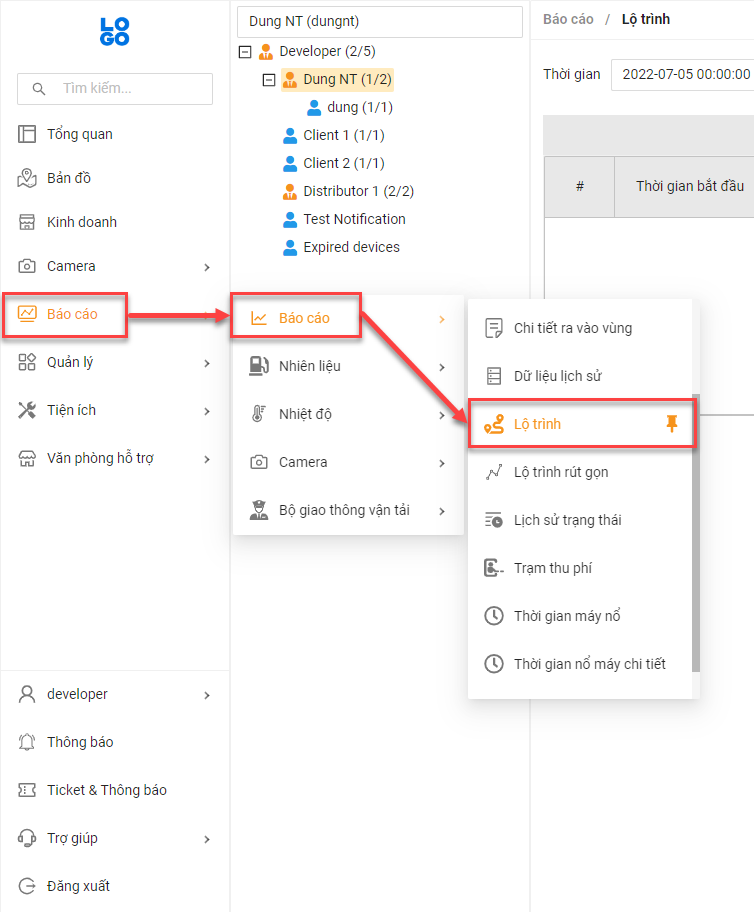 LO
GO
Tìm kiếm...
Tổng quan
Bản đồ
Kinh doanh
Camera
Báo cáo
Quản lý
Tiện ích
Văn phòng hỗ trợ
developer
Thông báo
Ticket & Thông báo
Trợ giúp
Đăng xuất
Dung NT (dungnt)
Developer (2/5)
Dung NT (1/2)
dung (1/1)
Client 1 (1/1)
Client 2 (1/1)
Distributor 1 (2/2)
Test Notification
Expired devices
Báo cáo
Nhiên liệu
Nhiệt độ
Camera
Bộ giao thông vận tải
Chi tiết ra vào vùng
Dữ liệu lịch sử
Lộ trình
Lộ trình rút gọn
Lịch sử trạng thái
Trạm thu phí
Thời gian máy nổ
Thời gian nổ máy chi tiết
Báo cáo / Lộ trình
Thời gian 2022-07-05 00:00:00
# Thời gian bắt đầu